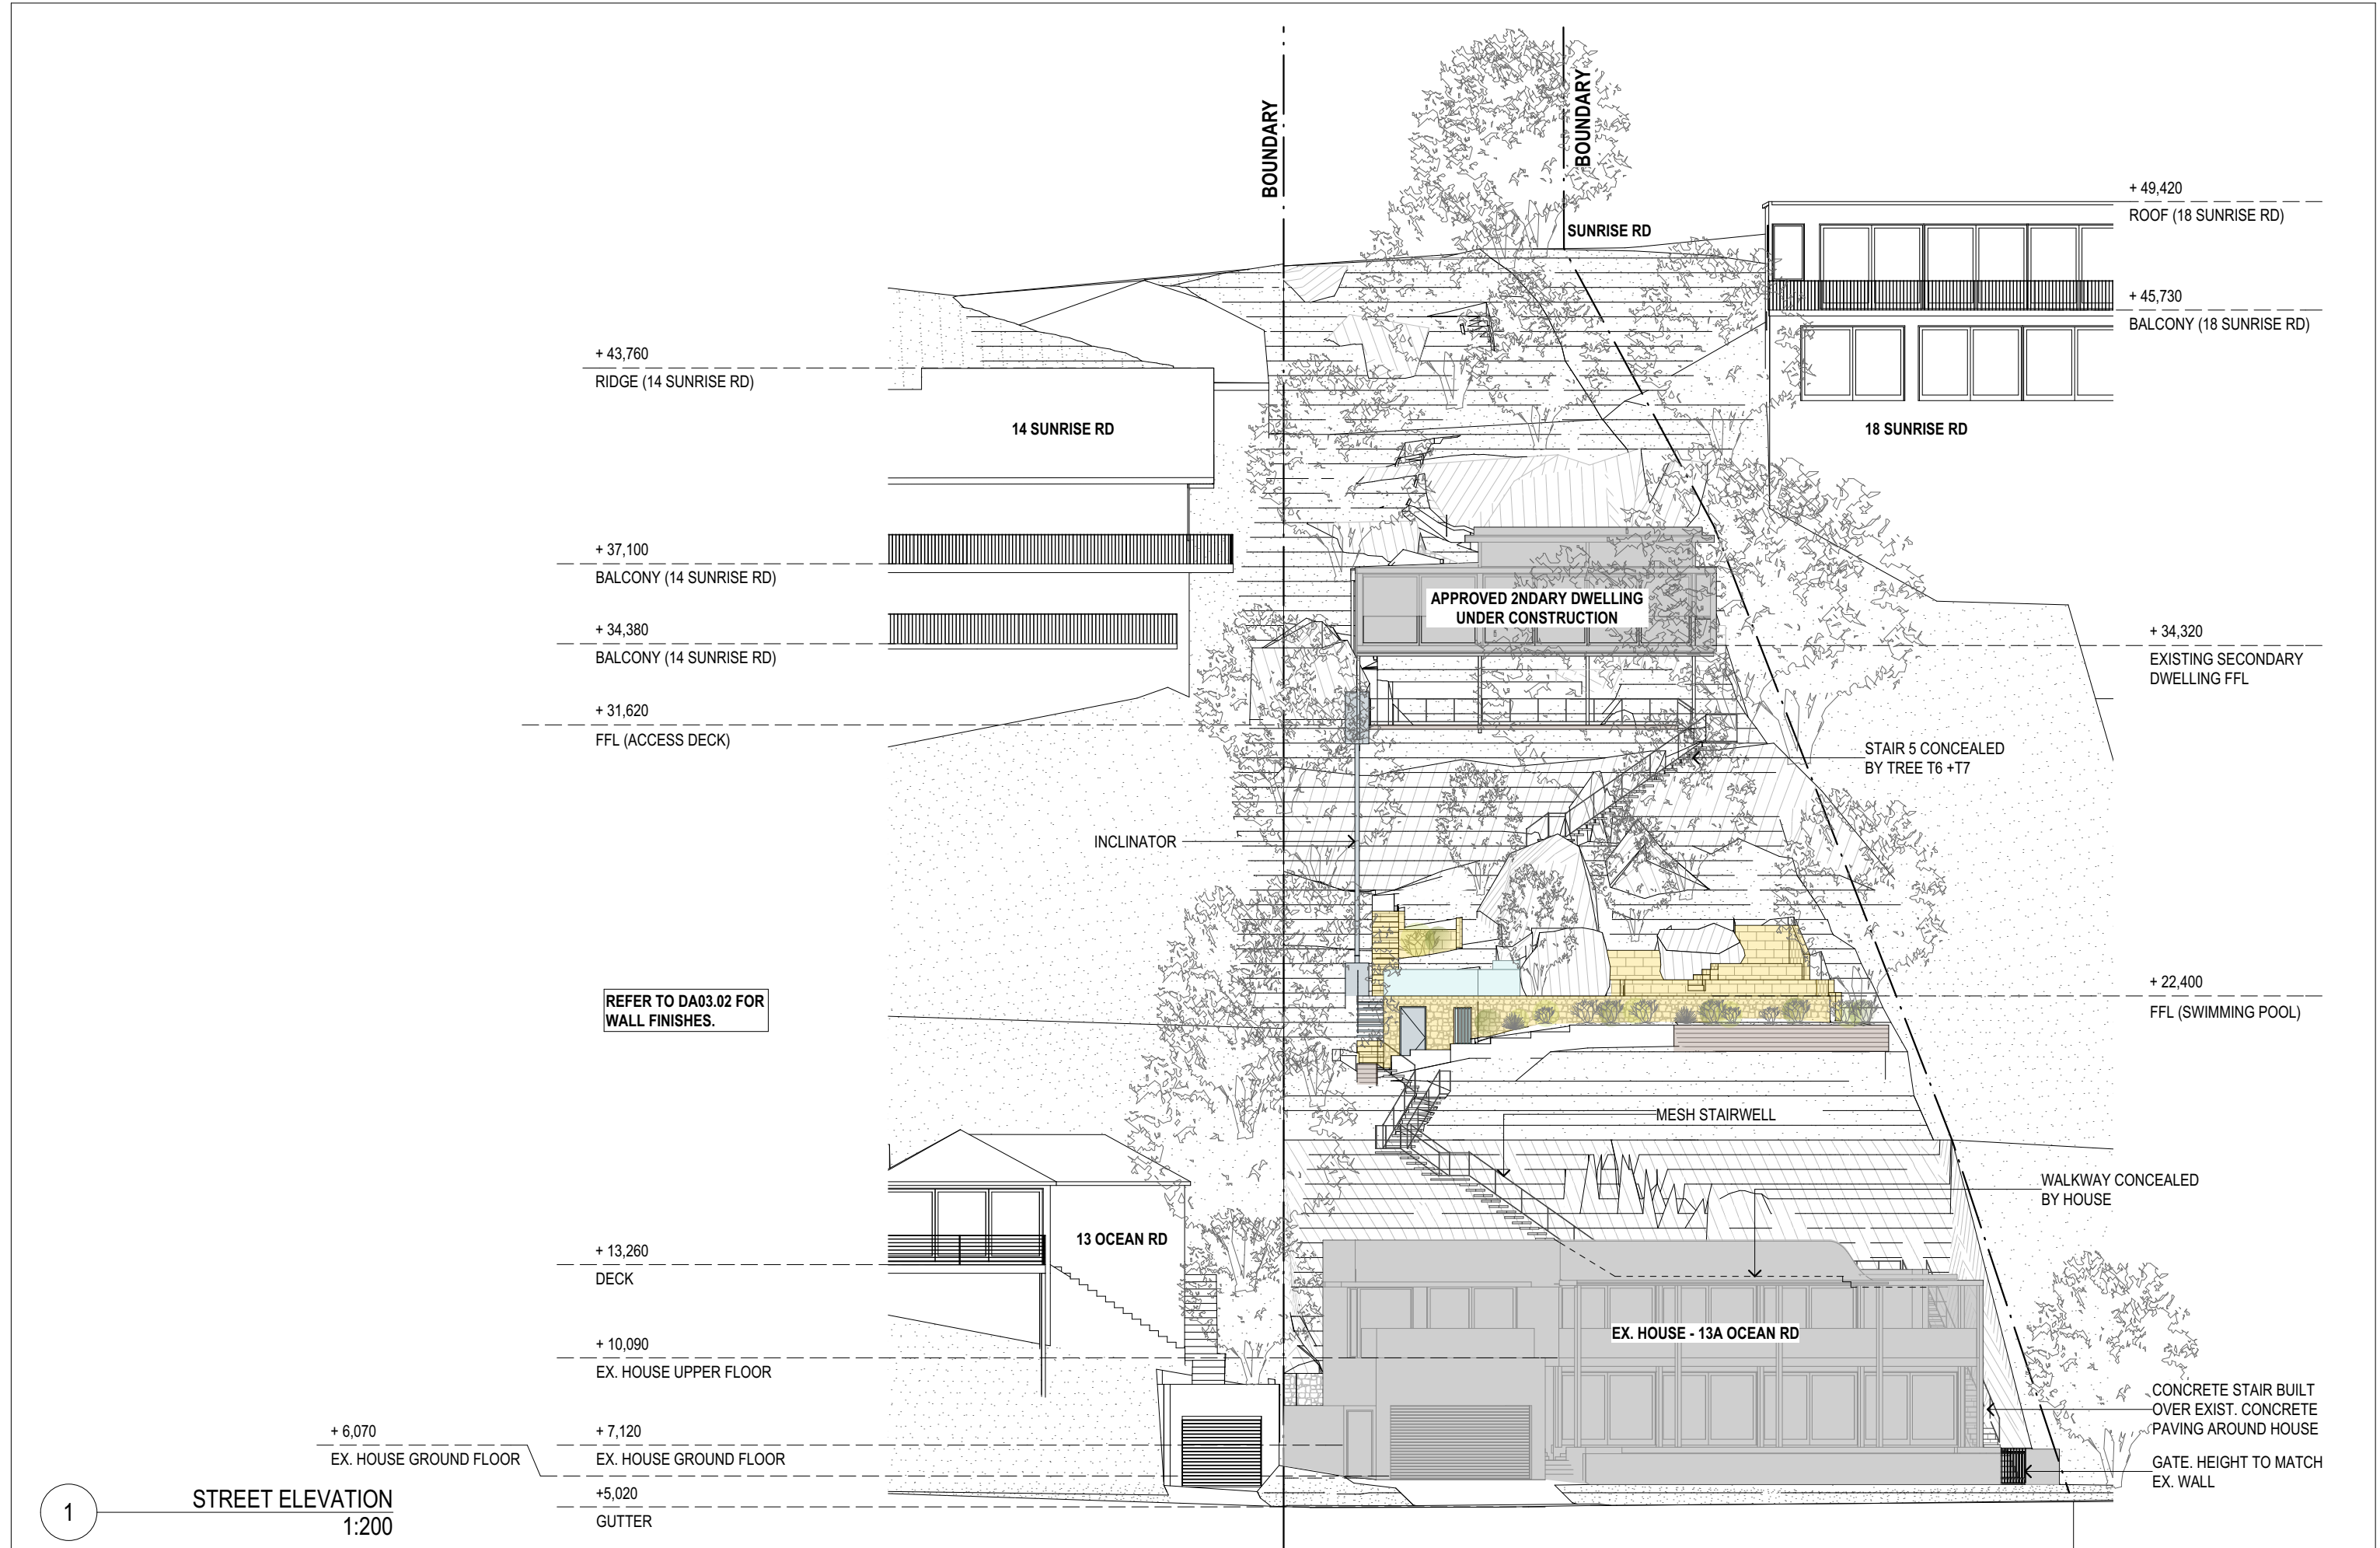 BOUNDARY
BOUNDARY
SUNRISE RD
+ 49,420
ROOF (18 SUNRISE RD)
+ 45,730
BALCONY (18 SUNRISE RD)
+ 43,760
RIDGE (14 SUNRISE RD)
14 SUNRISE RD
18 SUNRISE RD
+ 37,100
BALCONY (14 SUNRISE RD)
APPROVED 2NDARY DWELLING
UNDER CONSTRUCTION
+ 34,380
BALCONY (14 SUNRISE RD)
+ 34,320
EXISTING SECONDARY
DWELLING FFL
+ 31,620
FFL (ACCESS DECK)
STAIR 5 CONCEALED
BY TREE T6 +T7
INCLINATOR
REFER TO DA03.02 FOR
WALL FINISHES.
+ 22,400
FFL (SWIMMING POOL)
MESH STAIRWELL
WALKWAY CONCEALED
BY HOUSE
13 OCEAN RD
+ 13,260
DECK
EX. HOUSE - 13A OCEAN RD
+ 10,090
EX. HOUSE UPPER FLOOR
CONCRETE STAIR BUILT
OVER EXIST. CONCRETE
PAVING AROUND HOUSE
+ 6,070
EX. HOUSE GROUND FLOOR
+ 7,120
EX. HOUSE GROUND FLOOR
GATE. HEIGHT TO MATCH
EX. WALL
+5,020
GUTTER
1
STREET ELEVATION
1:200